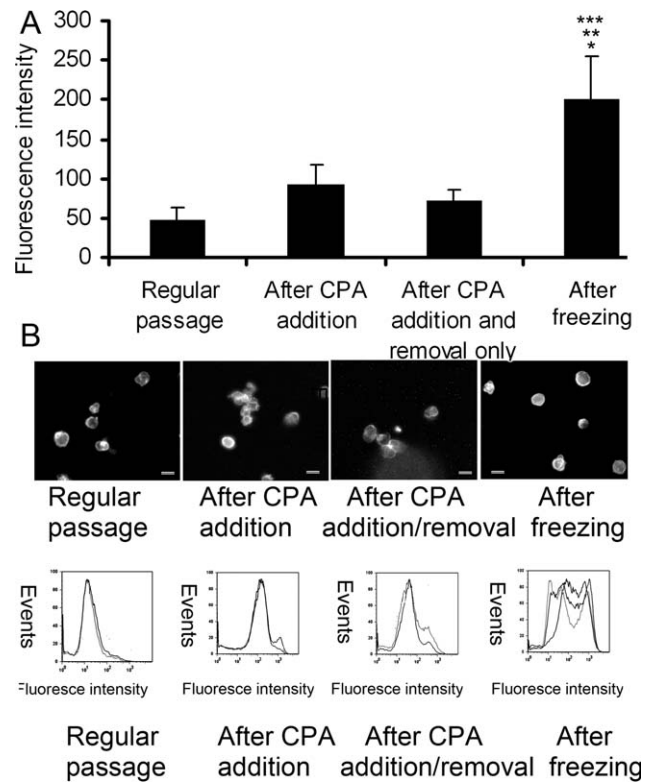 A
Fluorescence intensity
300
250
200
150
100
50
0
***
**
*
Regular
passage
After CPA
addition
After CPA
addition and
removal only
After
freezing
B
Regular
passage
After CPA
addition
After CPA
addition/removal
After
freezing
Events
Events
Events
Events
Fluoresce intensity
Fluoresce intensity
Fluoresce intensity
Fluoresce intensity
Regular
passage
After CPA
addition
After CPA
addition/removal
After
freezing